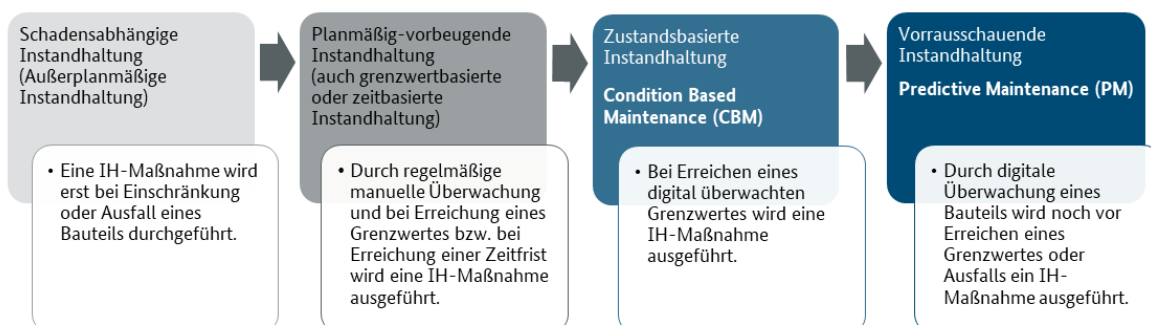 Schadensabhängige
Instandhaltung
(Außerplanmäßige
Instandhaltung)
• Eine IH-Maßnahme wird
erst bei Einschränkung
oder Ausfall eines
Bauteils durchgeführt.
Planmäßig-vorbeugende
Instandhaltung
(auch grenzwertbasierte
oder zeitbasierte
Instandhaltung)
• Durch regelmäßige
manuelle Überwachung
und bei Erreichung eines
Grenzwertes bzw. bei
Erreichung einer Zeitfrist
wird eine IH-Maßnahme
ausgeführt.
Zustandsbasierte
Instandhaltung
Condition Based
Maintenance (CBM)
• Bei Erreichen eines
digital überwachten
Grenzwertes wird eine
IH-Maßnahme
ausgeführt.
Vorrausschauende
Instandhaltung
Predictive Maintenance (PM)
• Durch digitale
Überwachung eines
Bauteils wird noch vor
Erreichen eines
Grenzwertes oder
Ausfalls ein IH-
Maßnahme ausgeführt.